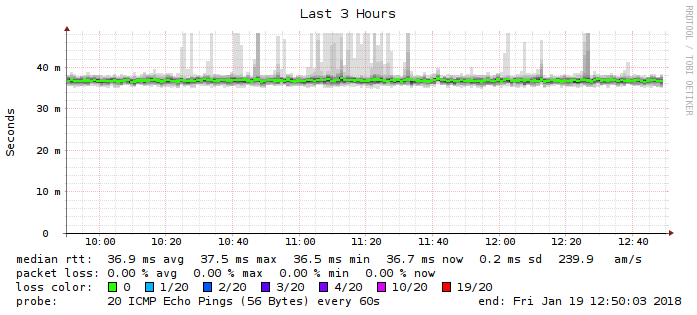 Last 3 Hours
RRDTOOL / TOBI OETIKER
Seconds
40 m
30 m
20 m
10 m
0
10:00 10:20 10:40 11:00 11:20 11:40 12:00 12:20 12:40
median rtt: 36.9 ms avg 37.5 ms max 36.5 ms min 36.7 ms now 0.2 ms sd 239.9 am/s
packet loss: 0.00 % avg 0.00 % max 0.00 % min 0.00 % now
loss color: 0 1/20 2/20 3/20 4/20 10/20 19/20
probe: 20 ICMP Echo Pings (56 Bytes) every 60s end: Fri Jan 19 12:50:03 2018